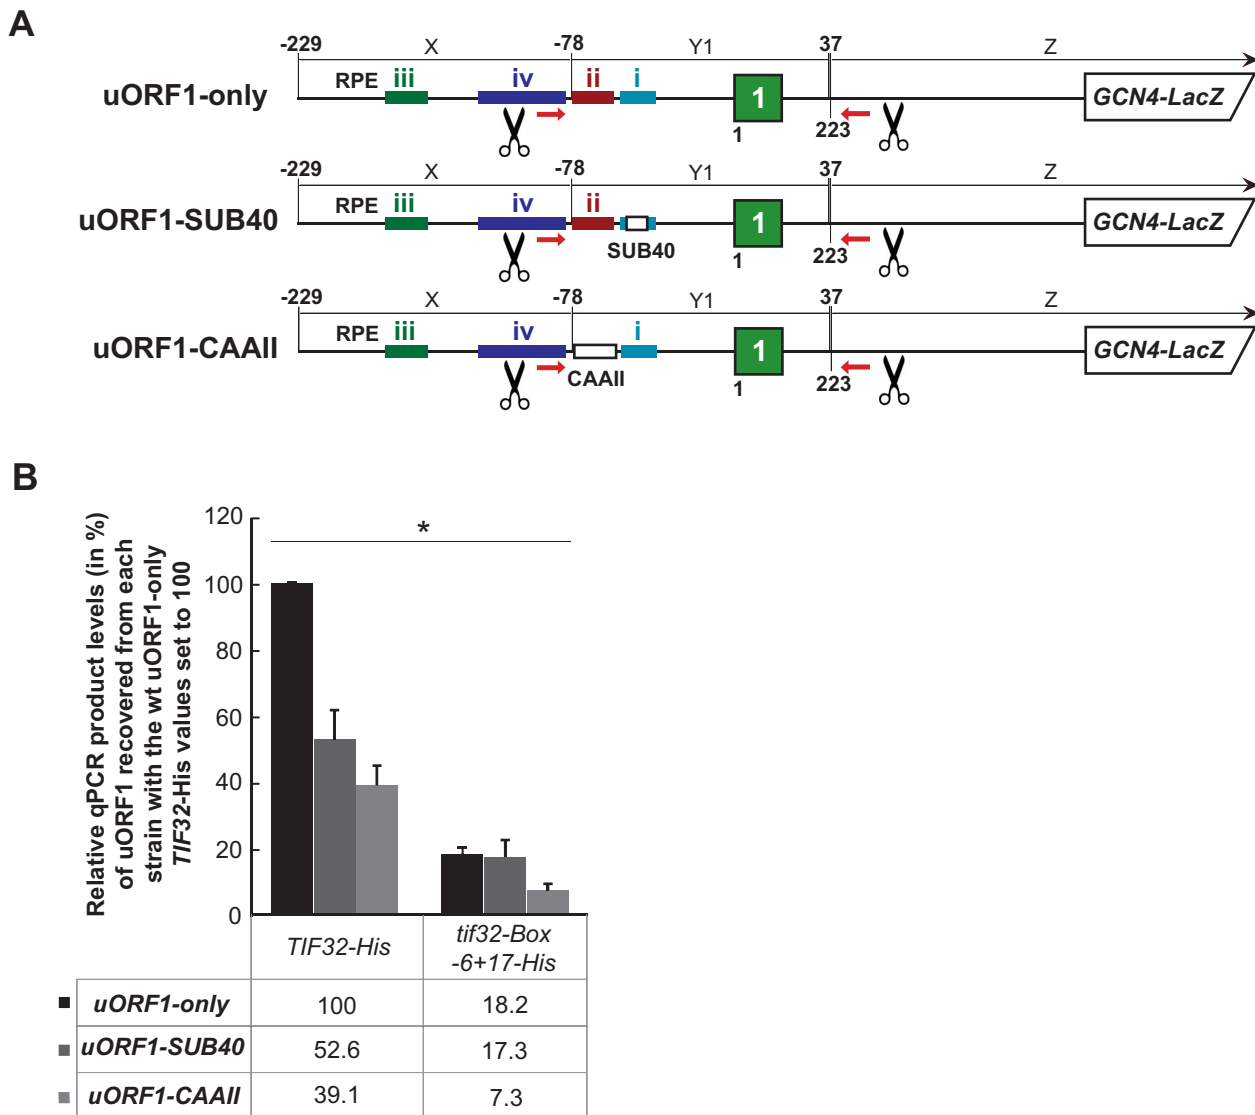 A
-229 X -78 Y1 37 Z
RPE iii iv ii i
uORF1-only 1 GCN4-LacZ
1 223
-229 X -78 Y1 37 Z
RPE iii iv ii
uORF1-SUB40 1 GCN4-LacZ
SUB40 1 223
-229 X -78 Y1 37 Z
RPE iii iv i
uORF1-CAAII 1 GCN4-LacZ
CAAII 1 223
B
Relative qPCR product levels (in %)
of uORF1 recovered from each
strain with the wt uORF1-only
TIF32-His values set to 100
120
100
80
60
40
20
0
*
TIF32-His tif32-Box
-6+17-His
uORF1-only 100 18.2
uORF1-SUB40 52.6 17.3
uORF1-CAAII 39.1 7.3